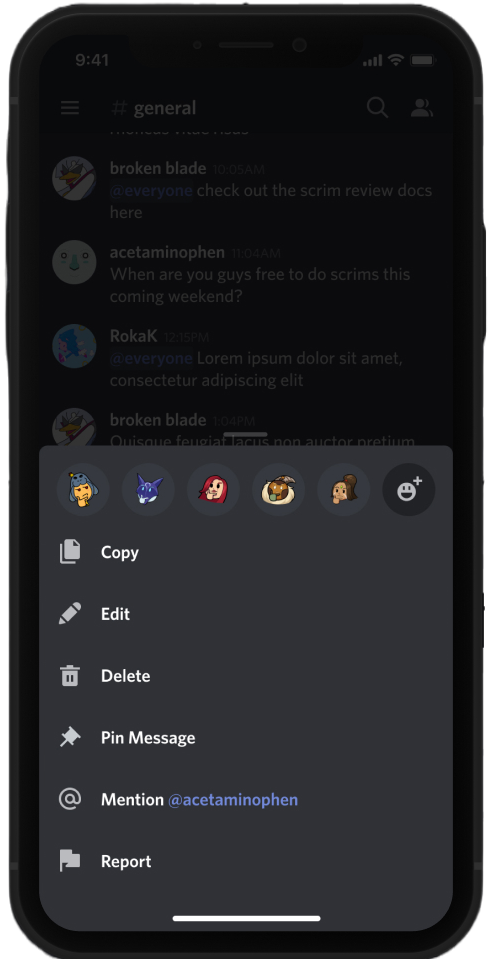 9:41
# general
rhoncus vitae risus
broken blade 10:05AM
@everyone check out the scrim review docs
here
acetaminophen 11:04AM
When are you guys free to do scrims this
coming weekend?
RokaK 12:15PM
@everyone Lorem ipsum dolor sit amet,
consectetur adipiscing elit
broken blade 1:04PM
Quisque feugiat lacus non auctor pretium
Copy
Edit
Delete
Pin Message
Mention @acetaminophen
Report